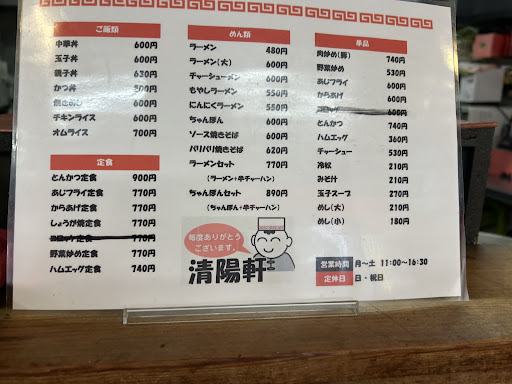 ご飯類
中華丼 600円
玉子丼 600円
親子丼 630円
かつ丼
焼きめし 600円
チキンライス 600円
オムライス 700円
定食
とんかつ定食 900円
あじフライ定食 770円
からあげ定食 770円
しょうが焼定食 770円
コロッケ定食 770円
野菜炒め定食 770円
ハムエッグ定食 740円
めん類
ラーメン 480円
ラーメン(大) 600円
チャーシューメン 600円
もやしラーメン 550円
にんにくラーメン 550円
ちゃんぽん 600円
ソース焼きそば 600円
パリパリ焼きそば 620円
ラーメンセット 770円
(ラーメン・半チャーハン)
ちゃんぽんセット 890円
(ちゃんぽん・半チャーハン)
単品
肉炒め(豚) 740円
野菜炒め 530円
あじフライ 600円
からあげ 600円
コロッケ 600円
とんかつ 740円
ハムエッグ 360円
チャーシュー 530円
冷奴 210円
みそ汁 210円
玉子スープ 270円
めし(大) 210円
めし(小) 180円
毎度ありがとう
ございます。
清陽軒
営業時間 月～土 11:00～16:30
定休日 日・祝日